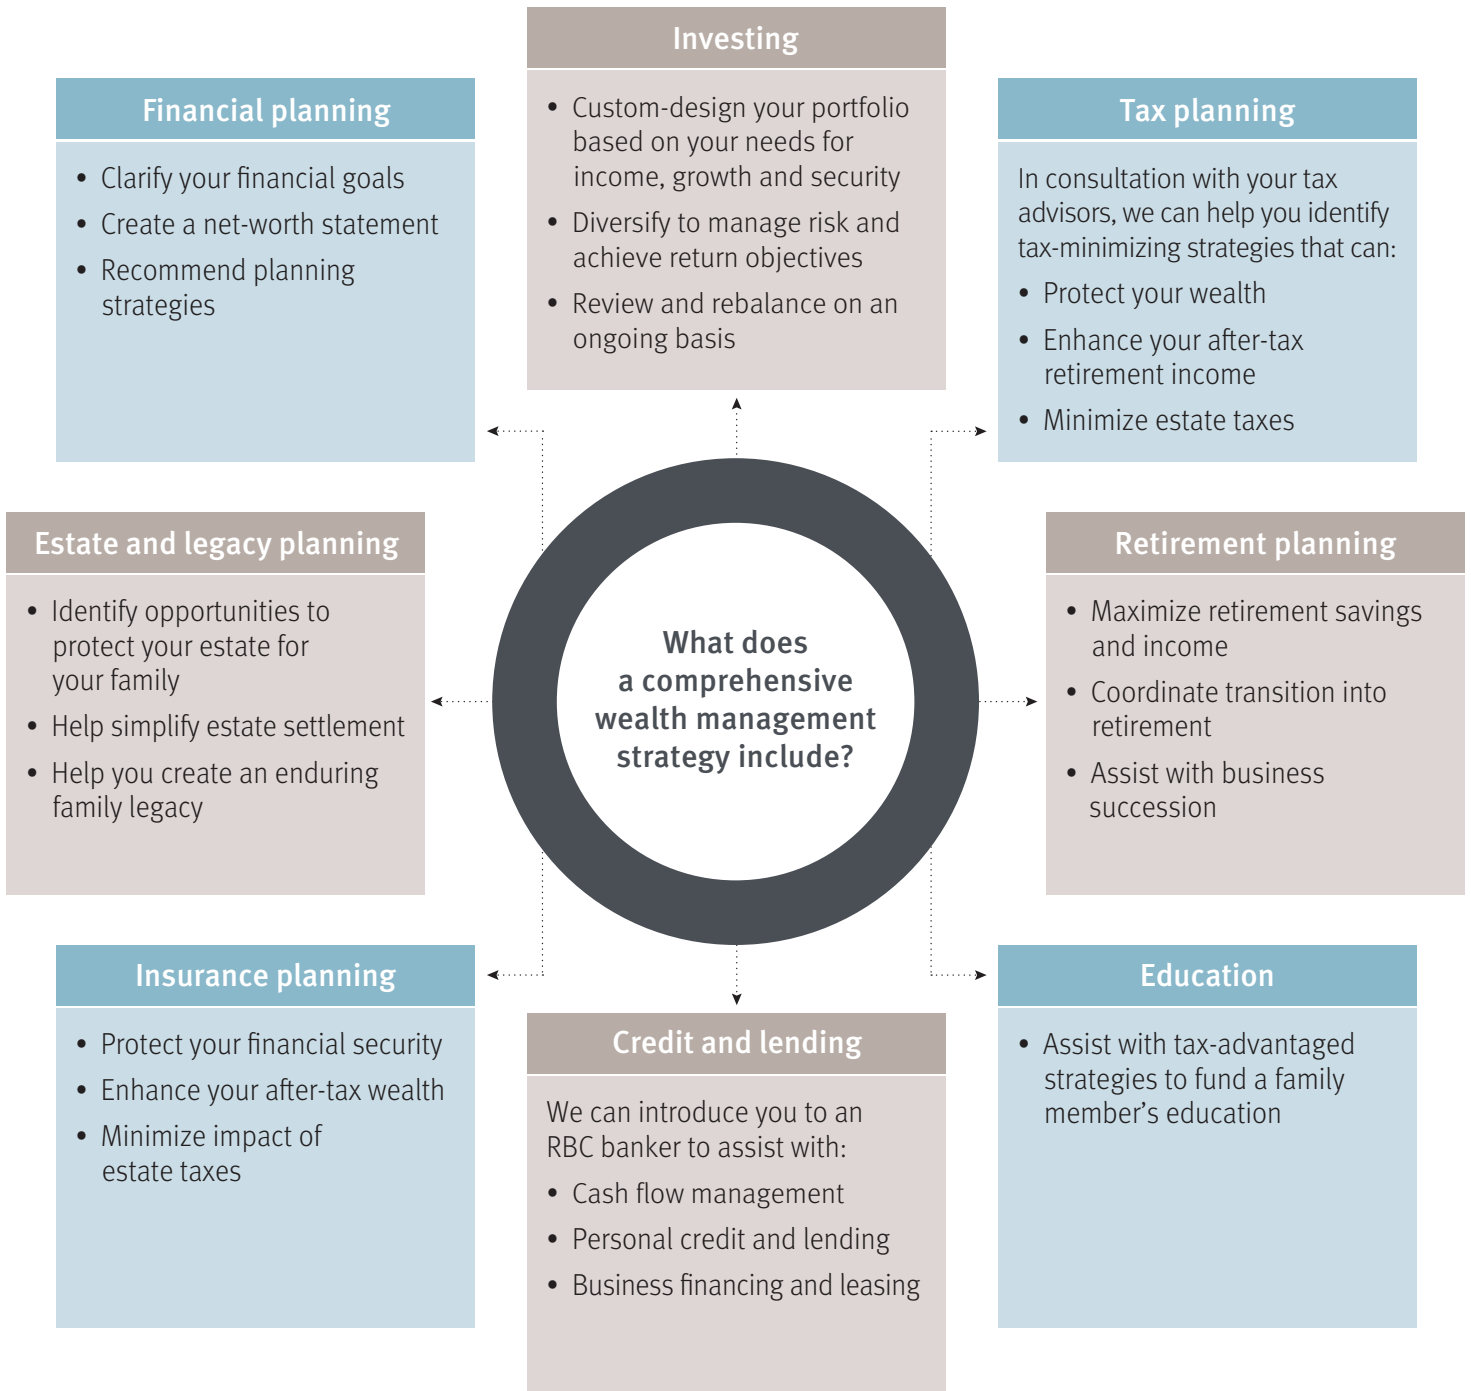 Investing
• Custom-design your portfolio
based on your needs for
income, growth and security
• Diversify to manage risk and
achieve return objectives
• Review and rebalance on an
ongoing basis
Financial planning
• Clarify your financial goals
• Create a net-worth statement
• Recommend planning
strategies
Tax planning
In consultation with your tax
advisors, we can help you identify
tax-minimizing strategies that can:
• Protect your wealth
• Enhance your after-tax
retirement income
• Minimize estate taxes
Estate and legacy planning
• Identify opportunities to
protect your estate for
your family
• Help simplify estate settlement
• Help you create an enduring
family legacy
What does
a comprehensive
wealth management
strategy include?
Retirement planning
• Maximize retirement savings
and income
• Coordinate transition into
retirement
• Assist with business
succession
Insurance planning
• Protect your financial security
• Enhance your after-tax wealth
• Minimize impact of
estate taxes
Credit and lending
We can introduce you to an
RBC banker to assist with:
• Cash flow management
• Personal credit and lending
• Business financing and leasing
Education
• Assist with tax-advantaged
strategies to fund a family
member’s education